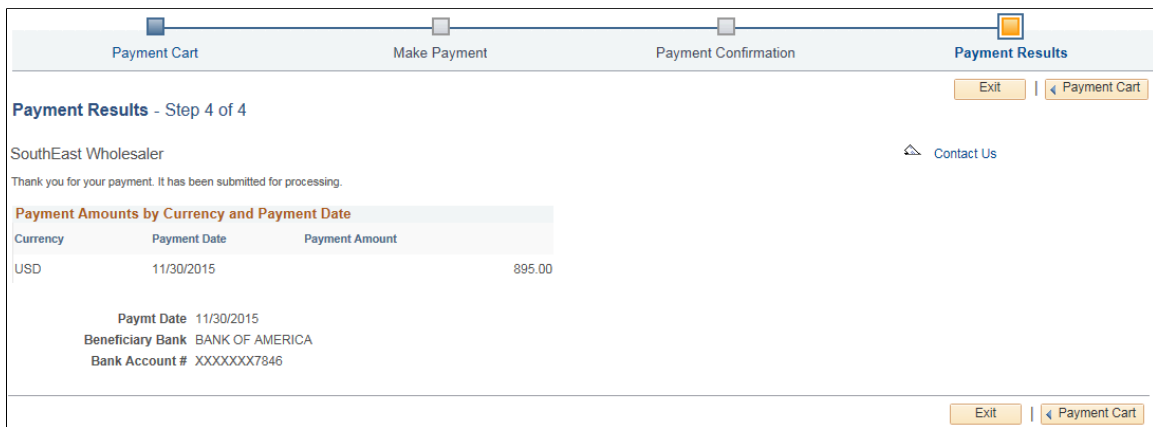 Payment Cart Make Payment Payment Confirmation Payment Results
Exit | Payment Cart
Payment Results - Step 4 of 4
SouthEast Wholesaler
Contact Us
Thank you for your payment. It has been submitted for processing.
Payment Amounts by Currency and Payment Date
Currency Payment Date Payment Amount
USD 11/30/2015 895.00
Paymt Date 11/30/2015
Beneficiary Bank BANK OF AMERICA
Bank Account # XXXXXXX7846
Exit | Payment Cart